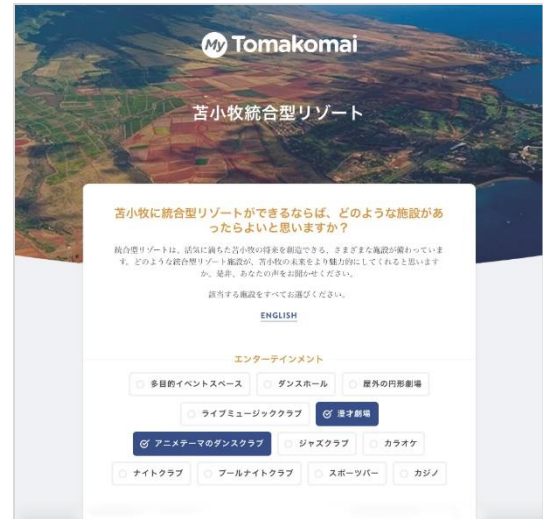 My Tomakomai
苫小牧統合型リゾート
苫小牧に統合型リゾートができるならば、どのような施設があ
ったらよいと思いますか？
統合型リゾートは、活気に満ちた苫小牧の将来を創造できる、さまざまな施設が備わっていま
す。どのような統合型リゾート施設が、苫小牧の未来をより魅力的にしてくれると思います
か、是非、あなたの声をお聞かせください。
該当する施設をすべてお選びください。
ENGLISH
エンターテインメント
多目的イベントスペース ダンスホール 屋外の円形劇場
ライブミュージッククラブ 漫才劇場
アニメテーマのダンスクラブ ジャズクラブ カラオケ
ナイトクラブ プールナイトクラブ スポーツバー カジノ